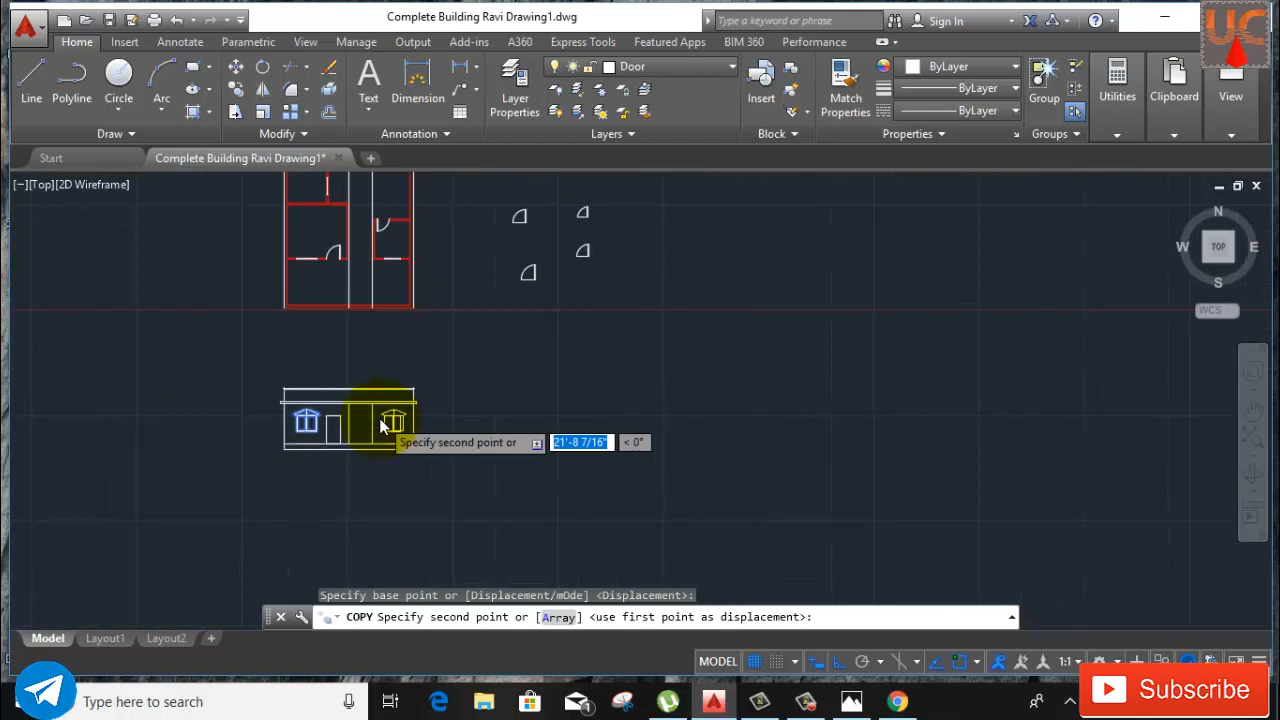 Complete Building Ravi Drawing1.dwg
Type a keyword or phrase
Sign In
UC
Home
Insert
Annotate
Parametric
View
Manage
Output
Add-ins
A360
Express Tools
Featured Apps
BIM 360
Performance
Line
Polyline
Circle
Arc
Text
Dimension
Layer
Properties
Door
Insert
Match
Properties
ByLayer
ByLayer
ByLayer
Group
Utilities
Clipboard
View
Draw
Modify
Annotation
Layers
Block
Properties
Groups
Start
Complete Building Ravi Drawing1*
[−][Top][2D Wireframe]
N
W
TOP
E
S
WCS
Specify second point or
21'-8 7/16"
< 0°
Specify base point or [Displacement/mOde] <Displacement>:
COPY Specify second point or [Array] <use first point as displacement>:
Model
Layout1
Layout2
MODEL
1:1
Type here to search
1
Subscribe